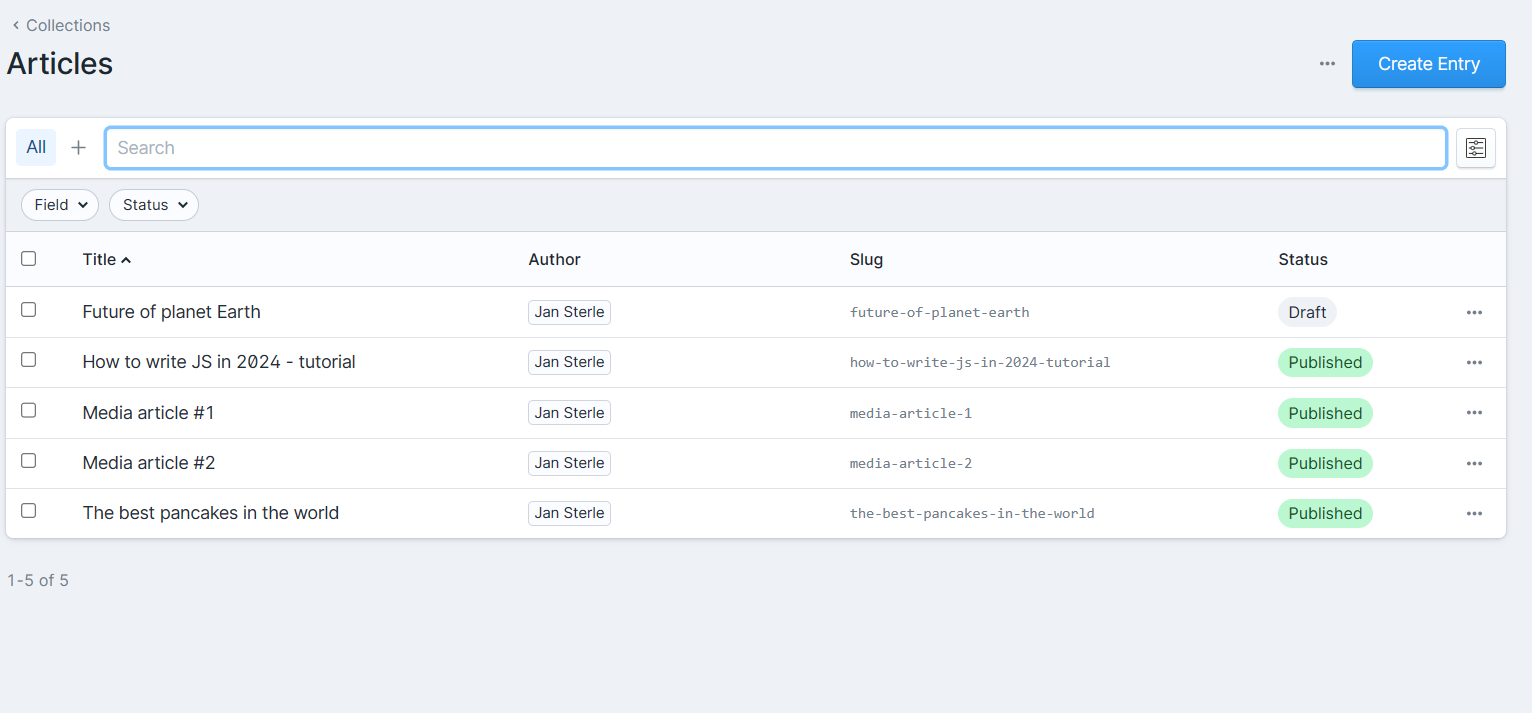 Collections
Articles
Create Entry
All
Search
Field Status
Title Author Slug Status
Future of planet Earth Jan Sterle future-of-planet-earth Draft
How to write JS in 2024 - tutorial Jan Sterle how-to-write-js-in-2024-tutorial Published
Media article #1 Jan Sterle media-article-1 Published
Media article #2 Jan Sterle media-article-2 Published
The best pancakes in the world Jan Sterle the-best-pancakes-in-the-world Published
1-5 of 5